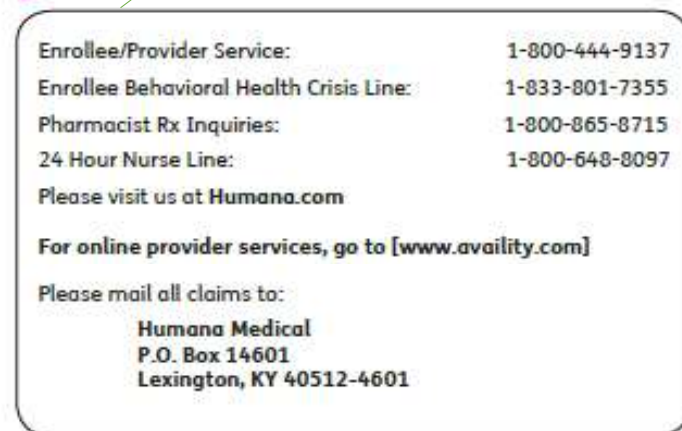 Enrollee/Provider Service: 1-800-444-9137
Enrollee Behavioral Health Crisis Line: 1-833-801-7355
Pharmacist Rx Inquiries: 1-800-865-8715
24 Hour Nurse Line: 1-800-648-8097
Please visit us at Humana.com
For online provider services, go to [www.availity.com]
Please mail all claims to:
Humana Medical
P.O. Box 14601
Lexington, KY 40512-4601